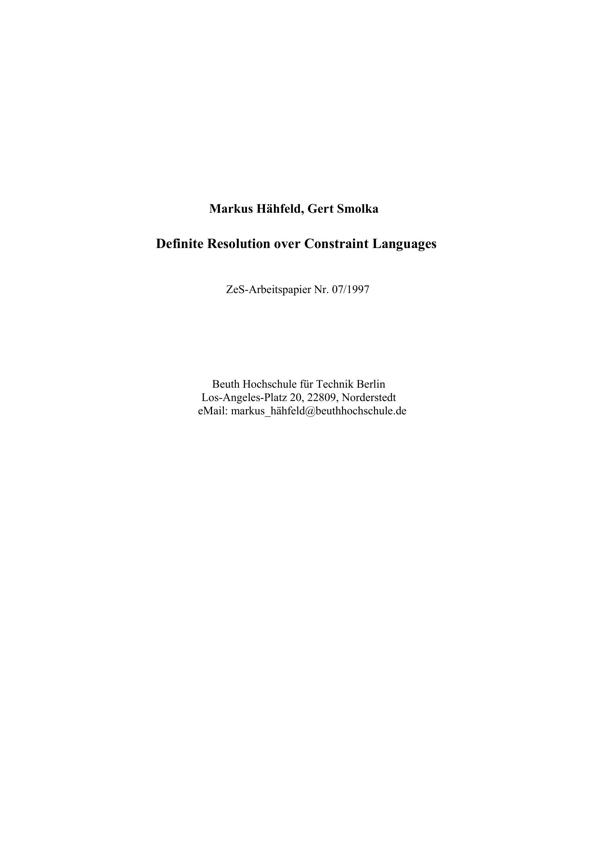 Markus Hähfeld, Gert Smolka
Definite Resolution over Constraint Languages
ZeS-Arbeitspapier Nr. 07/1997
Beuth Hochschule für Technik Berlin
Los-Angeles-Platz 20, 22809, Norderstedt
eMail: markus_hähfeld@beuthhochschule.de